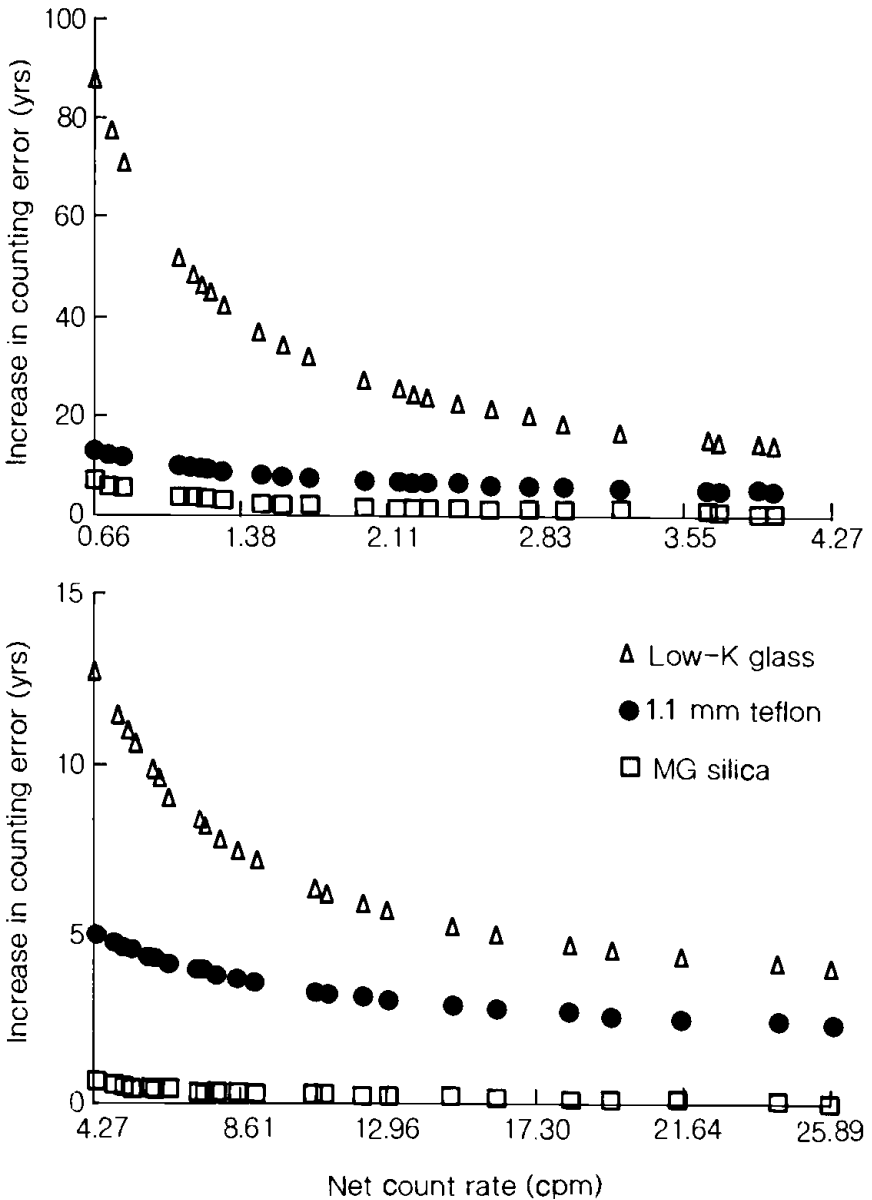 Increase in counting error (yrs)
100
80
60
40
20
0
0.66 1.38 2.11 2.83 3.55 4.27
Increase in counting error (yrs)
15
10
5
0
Low-K glass
1.1 mm teflon
MG silica
4.27 8.61 12.96 17.30 21.64 25.89
Net count rate (cpm)